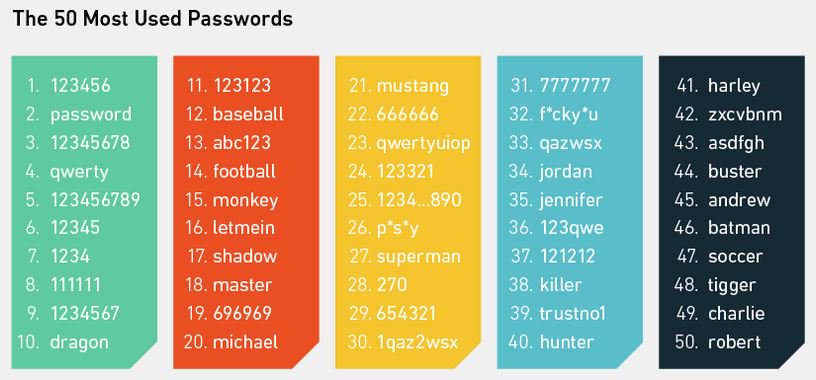 The 50 Most Used Passwords
1. 123456
2. password
3. 12345678
4. qwerty
5. 123456789
6. 12345
7. 1234
8. 111111
9. 1234567
10. dragon
11. 123123
12. baseball
13. abc123
14. football
15. monkey
16. letmein
17. shadow
18. master
19. 696969
20. michael
21. mustang
22. 666666
23. qwertyuiop
24. 123321
25. 1234...890
26. p*s*y
27. superman
28. 270
29. 654321
30. 1qaz2wsx
31. 7777777
32. f*cky*u
33. qazwsx
34. jordan
35. jennifer
36. 123qwe
37. 121212
38. killer
39. trustno1
40. hunter
41. harley
42. zxcvbnm
43. asdfgh
44. buster
45. andrew
46. batman
47. soccer
48. tigger
49. charlie
50. robert